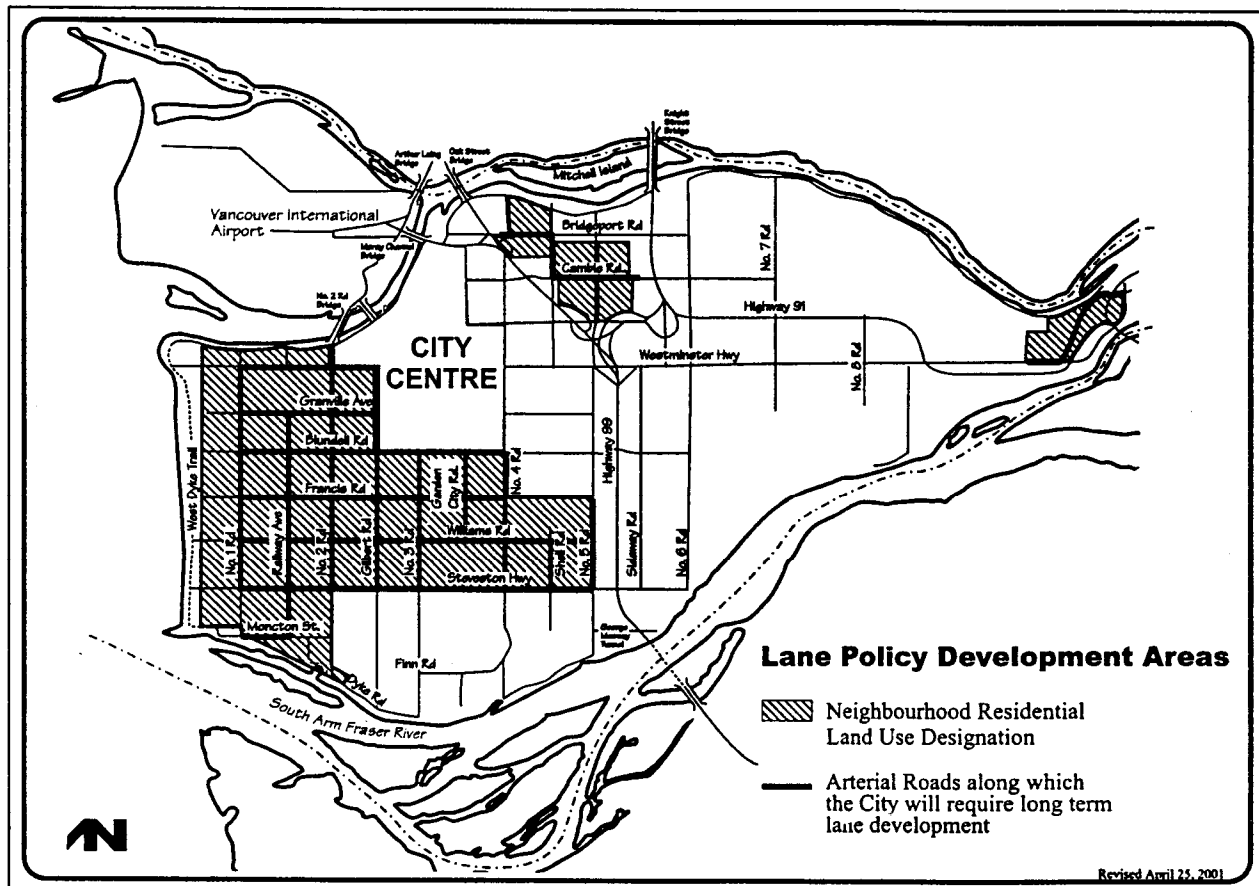 Knight
Street
Bridge
Arthur Laing
Bridge
Oak Street
Bridge
Mitchell Island
Vancouver International
Airport
Bridgeport Rd
Moray Channel
Bridge
No. 7 Rd
Cambie Rd
No. 2 Rd
Bridge
Highway 91
CITY
CENTRE
Westminster Hwy
No. 8 Rd
Granville Ave
Blundell Rd
West Dyke Trail
Francis Rd
Garden
City Rd.
No. 4 Rd
Highway 99
Williams Rd
No. 1 Rd
Railway Ave
No. 2 Rd
Gilbert Rd
No. 3 Rd
Shell Rd
No. 5 Rd
Sidaway Rd
No. 6 Rd
Steveston Hwy
Moncton St.
George
Massey
Tunnel
Finn Rd
Dyke Rd
South Arm Fraser River
Lane Policy Development Areas
Neighbourhood Residential
Land Use Designation
Arterial Roads along which
the City will require long term
lane development
N
Revised April 25, 2001